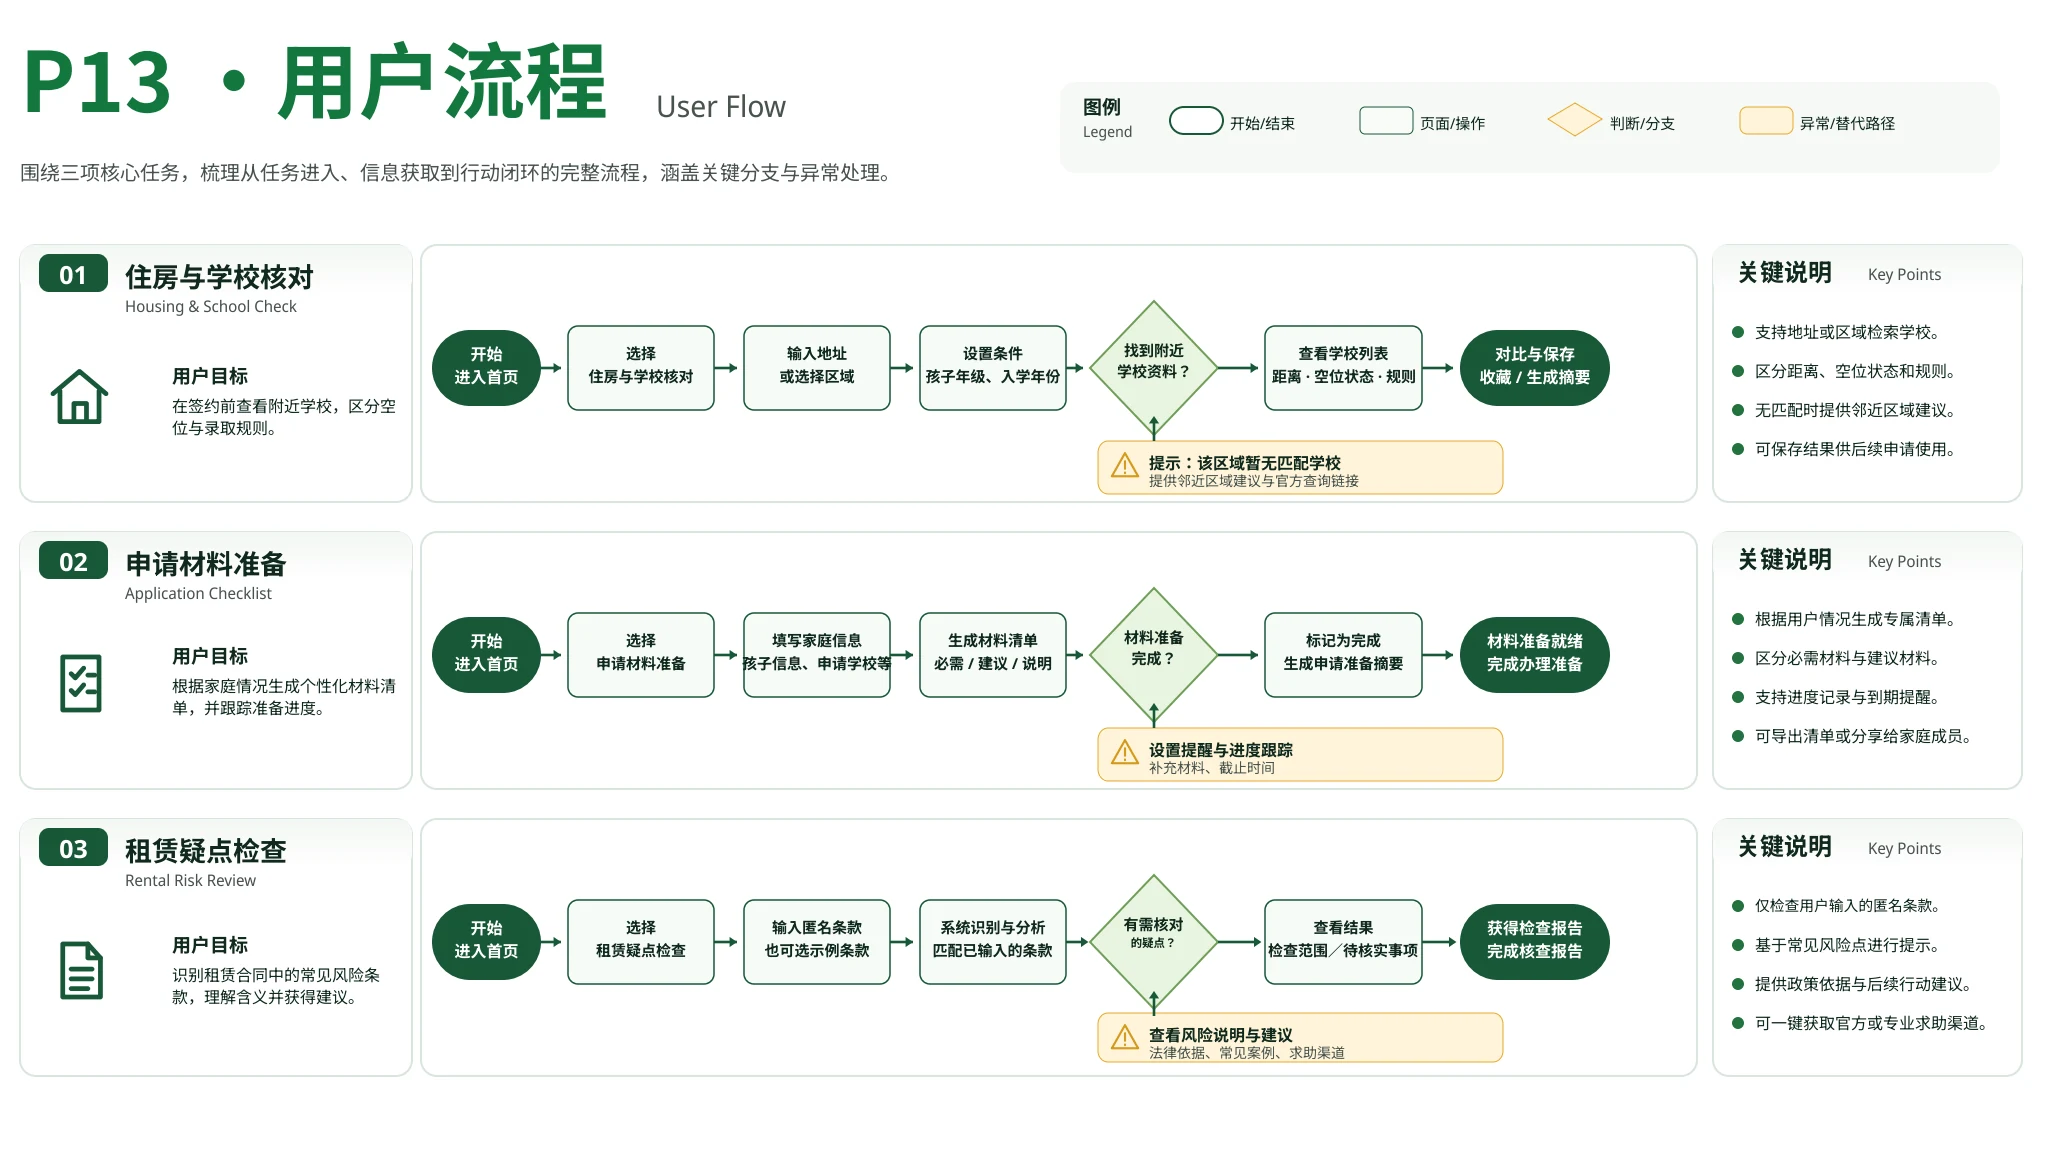 P13 ・用户流程
User Flow
围绕三项核心任务，梳理从任务进入、信息获取到行动闭环的完整流程，涵盖关键分支与异常处理。
图例
Legend
开始/结束
页面/操作
判断/分支
异常/替代路径
01
住房与学校核对
Housing & School Check
用户目标
在签约前查看附近学校，区分空
位与录取规则。
开始
进入首页
选择
住房与学校核对
输入地址
或选择区域
设置条件
孩子年级、入学年份
找到附近
学校资料？
查看学校列表
距离 · 空位状态 · 规则
对比与保存
收藏 / 生成摘要
提示：该区域暂无匹配学校
提供邻近区域建议与官方查询链接
关键说明
Key Points
支持地址或区域检索学校。
区分距离、空位状态和规则。
无匹配时提供邻近区域建议。
可保存结果供后续申请使用。
02
申请材料准备
Application Checklist
用户目标
根据家庭情况生成个性化材料清
单，并跟踪准备进度。
开始
进入首页
选择
申请材料准备
填写家庭信息
孩子信息、申请学校等
生成材料清单
必需 / 建议 / 说明
材料准备
完成？
标记为完成
生成申请准备摘要
材料准备就绪
完成办理准备
设置提醒与进度跟踪
补充材料、截止时间
关键说明
Key Points
根据用户情况生成专属清单。
区分必需材料与建议材料。
支持进度记录与到期提醒。
可导出清单或分享给家庭成员。
03
租赁疑点检查
Rental Risk Review
用户目标
识别租赁合同中的常见风险条
款，理解含义并获得建议。
开始
进入首页
选择
租赁疑点检查
输入匿名条款
也可选示例条款
系统识别与分析
匹配已输入的条款
有需核对
的疑点？
查看结果
检查范围／待核实事项
获得检查报告
完成核查报告
查看风险说明与建议
法律依据、常见案例、求助渠道
关键说明
Key Points
仅检查用户输入的匿名条款。
基于常见风险点进行提示。
提供政策依据与后续行动建议。
可一键获取官方或专业求助渠道。